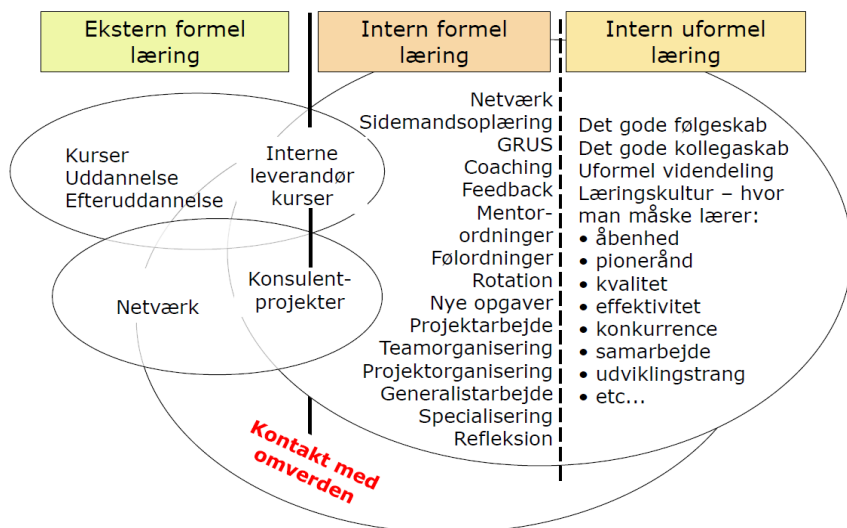 Ekstern formel
læring
Intern formel
læring
Intern uformel
læring
Kurser
Uddannelse
Efteruddannelse
Interne
leverandør
kurser
Netværk
Konsulent-
projekter
Kontakt med
omverden
Netværk
Sidemandsoplæring
GRUS
Coaching
Feedback
Mentor-
ordninger
Følordninger
Rotation
Nye opgaver
Projektarbejde
Teamorganisering
Projektorganisering
Generalistarbejde
Specialisering
Refleksion
Det gode følgeskab
Det gode kollegaskab
Uformel videndeling
Læringskultur – hvor
man måske lærer:
• åbenhed
• pionerånd
• kvalitet
• effektivitet
• konkurrence
• samarbejde
• udviklingstrang
• etc...